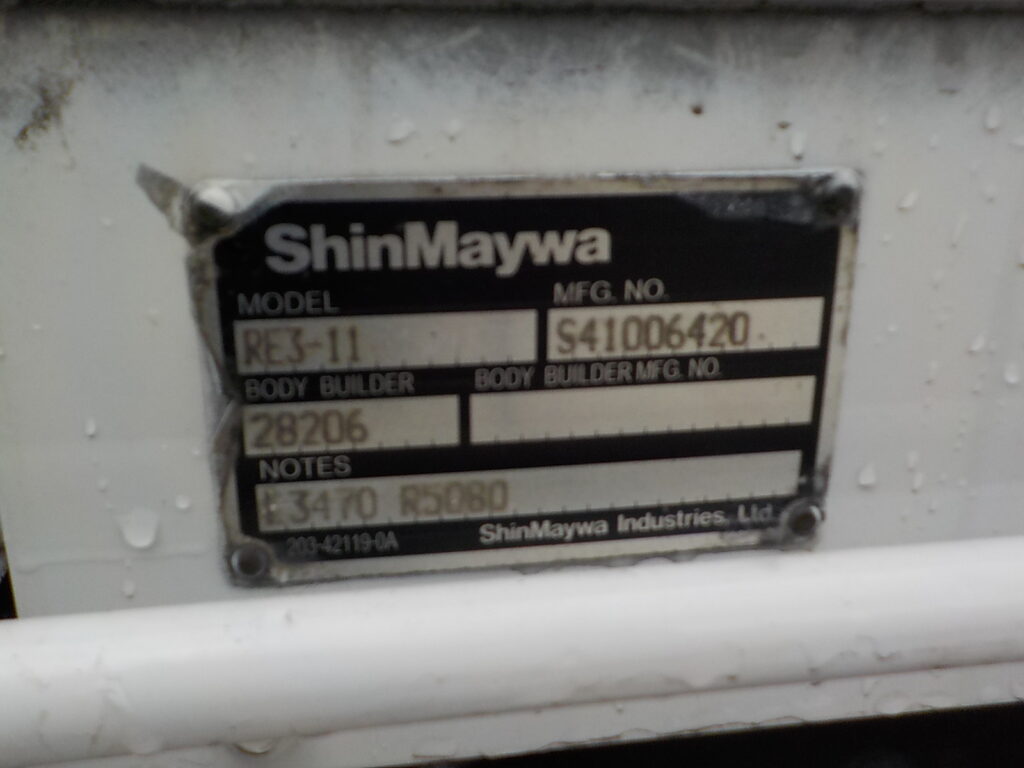 ShinMaywa
MODEL MFG. NO.
RE3-11 S41006420
BODY BUILDER BODY BUILDER MFG. NO.
28206
NOTES
E3470 R5080
203-42119-0A ShinMaywa Industries, Ltd.